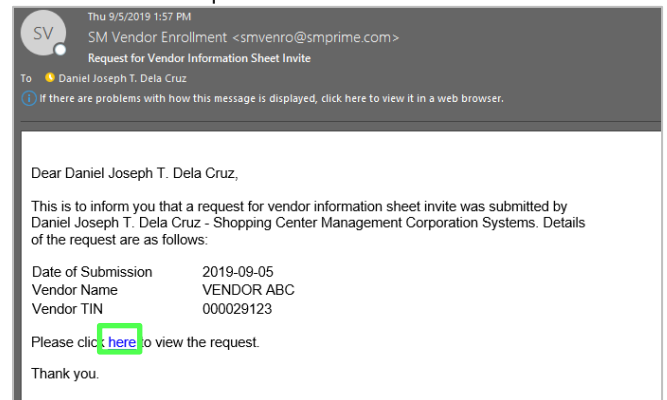 Thu 9/5/2019 1:57 PM
SV
SM Vendor Enrollment <smvenro@smprime.com>
Request for Vendor Information Sheet Invite
To Daniel Joseph T. Dela Cruz
If there are problems with how this message is displayed, click here to view it in a web browser.
Dear Daniel Joseph T. Dela Cruz,
This is to inform you that a request for vendor information sheet invite was submitted by
Daniel Joseph T. Dela Cruz - Shopping Center Management Corporation Systems. Details
of the request are as follows:
Date of Submission 2019-09-05
Vendor Name VENDOR ABC
Vendor TIN 000029123
Please click here to view the request.
Thank you.